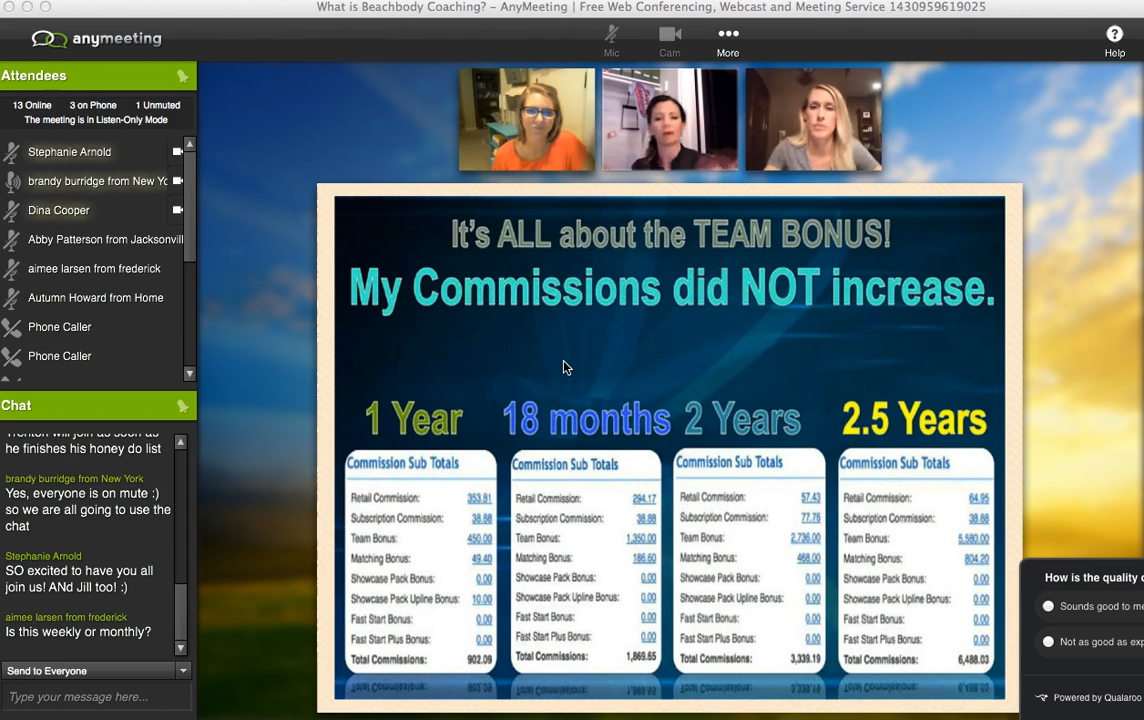 What is Beachbody Coaching? – AnyMeeting | Free Web Conferencing, Webcast and Meeting Service 1430959619025
anymeeting
Mic
Cam
More
Help
Attendees
13 Online 3 on Phone 1 Unmuted
The meeting is in Listen-Only Mode
Stephanie Arnold
brandy burridge from New Yo
Dina Cooper
Abby Patterson from Jacksonvill
aimee larsen from frederick
Autumn Howard from Home
Phone Caller
Phone Caller
Chat
Trenton will join as soon as
he finishes his honey do list
brandy burridge from New York
Yes, everyone is on mute :)
so we are all going to use the
chat
Stephanie Arnold
SO excited to have you all
join us! ANd Jill too! :)
aimee larsen from frederick
Is this weekly or monthly?
Send to Everyone
Type your message here...
It's ALL about the TEAM BONUS!
My Commissions did NOT increase.
1 Year
Commission Sub Totals
Retail Commission: 353.81
Subscription Commission: 38.88
Team Bonus: 450.00
Matching Bonus: 49.40
Showcase Pack Bonus: 0.00
Showcase Pack Upline Bonus: 10.00
Fast Start Bonus: 0.00
Fast Start Plus Bonus: 0.00
Total Commissions: 902.09
18 months
Commission Sub Totals
Retail Commission: 294.17
Subscription Commission: 38.88
Team Bonus: 1,350.00
Matching Bonus: 186.60
Showcase Pack Bonus: 0.00
Showcase Pack Upline Bonus: 0.00
Fast Start Bonus: 0.00
Fast Start Plus Bonus: 0.00
Total Commissions: 1,869.65
2 Years
Commission Sub Totals
Retail Commission: 57.43
Subscription Commission: 77.76
Team Bonus: 2,736.00
Matching Bonus: 468.00
Showcase Pack Bonus: 0.00
Showcase Pack Upline Bonus: 0.00
Fast Start Bonus: 0.00
Fast Start Plus Bonus: 0.00
Total Commissions: 3,339.19
2.5 Years
Commission Sub Totals
Retail Commission: 64.95
Subscription Commission: 38.88
Team Bonus: 5,580.00
Matching Bonus: 804.20
Showcase Pack Bonus: 0.00
Showcase Pack Upline Bonus: 0.00
Fast Start Bonus: 0.00
Fast Start Plus Bonus: 0.00
Total Commissions: 6,488.03
How is the quality o
Sounds good to me
Not as good as exp
Powered by Qualaroo